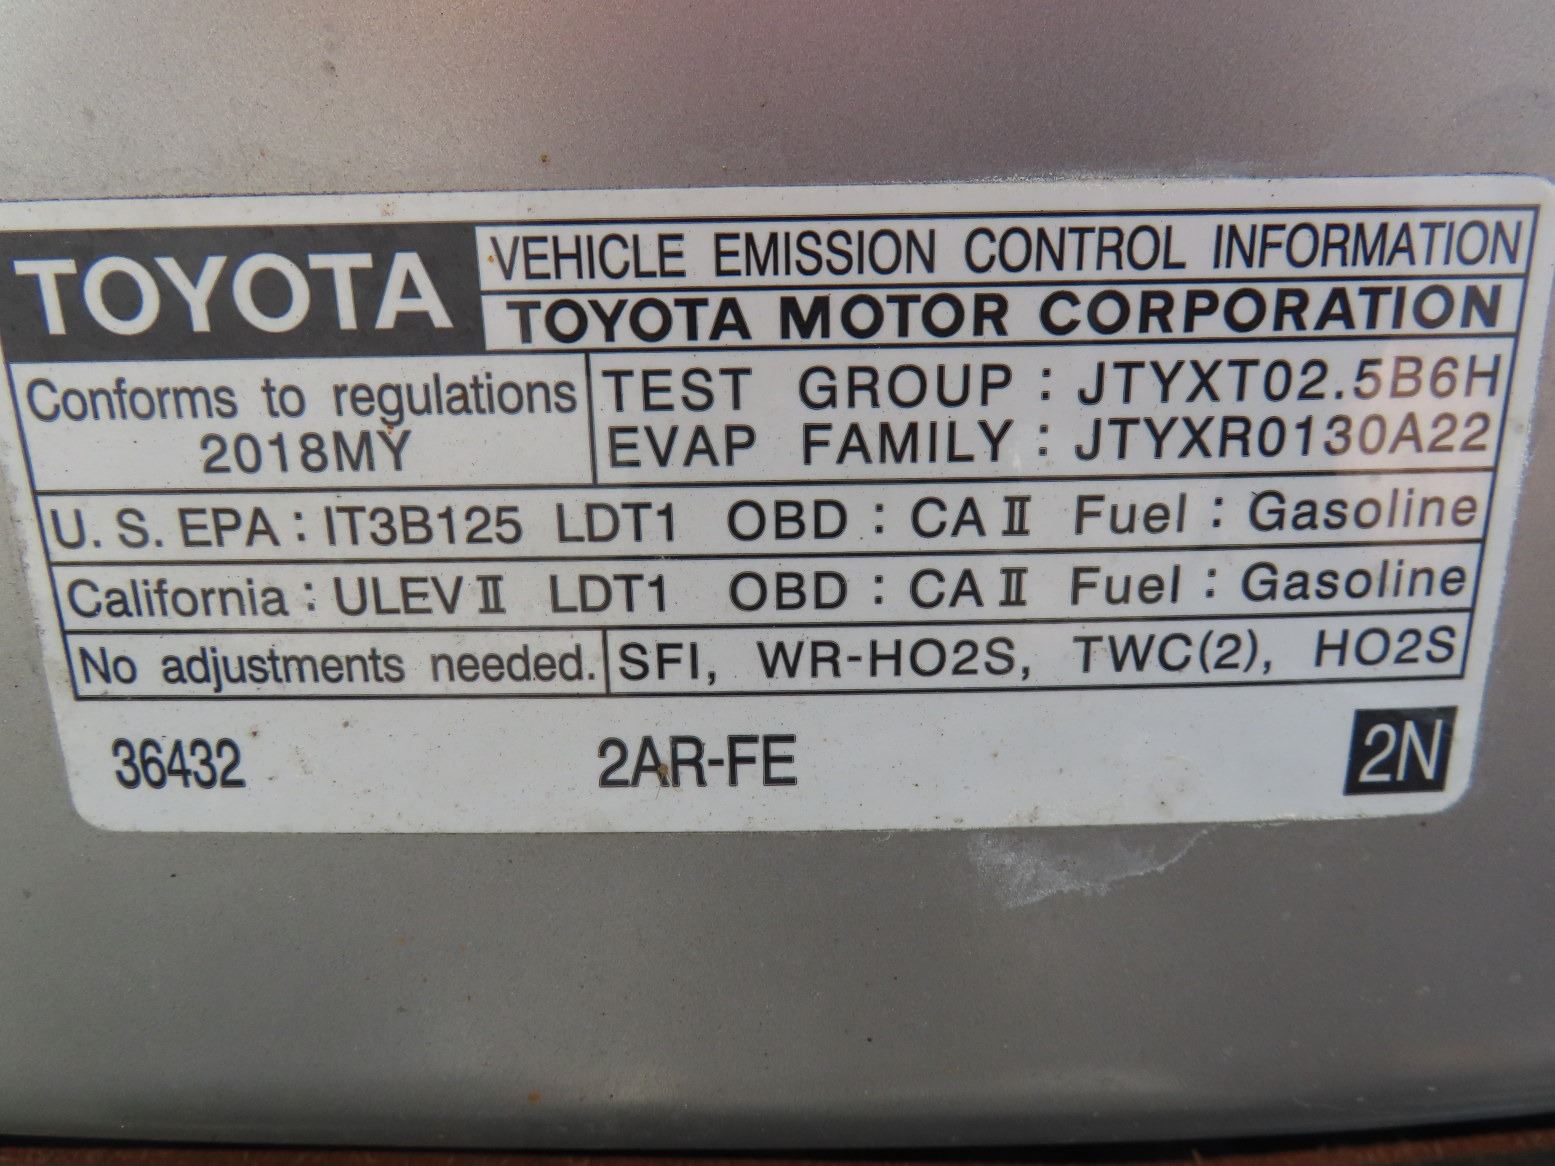 TOYOTA
VEHICLE EMISSION CONTROL INFORMATION
TOYOTA MOTOR CORPORATION
Conforms to regulations
2018MY
TEST GROUP : JTYXT02.5B6H
EVAP FAMILY : JTYXR0130A22
U. S. EPA : IT3B125 LDT1 OBD : CA II Fuel : Gasoline
California : ULEV II LDT1 OBD : CA II Fuel : Gasoline
No adjustments needed. SFI, WR-HO2S, TWC(2), HO2S
36432 2AR-FE 2N